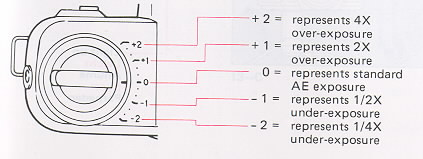 +2
+1
0
-1
-2
+ 2 = represents 4X
over-exposure
+ 1 = represents 2X
over-exposure
0 = represents standard
AE exposure
- 1 = represents 1/2X
under-exposure
- 2 = represents 1/4X
under-exposure